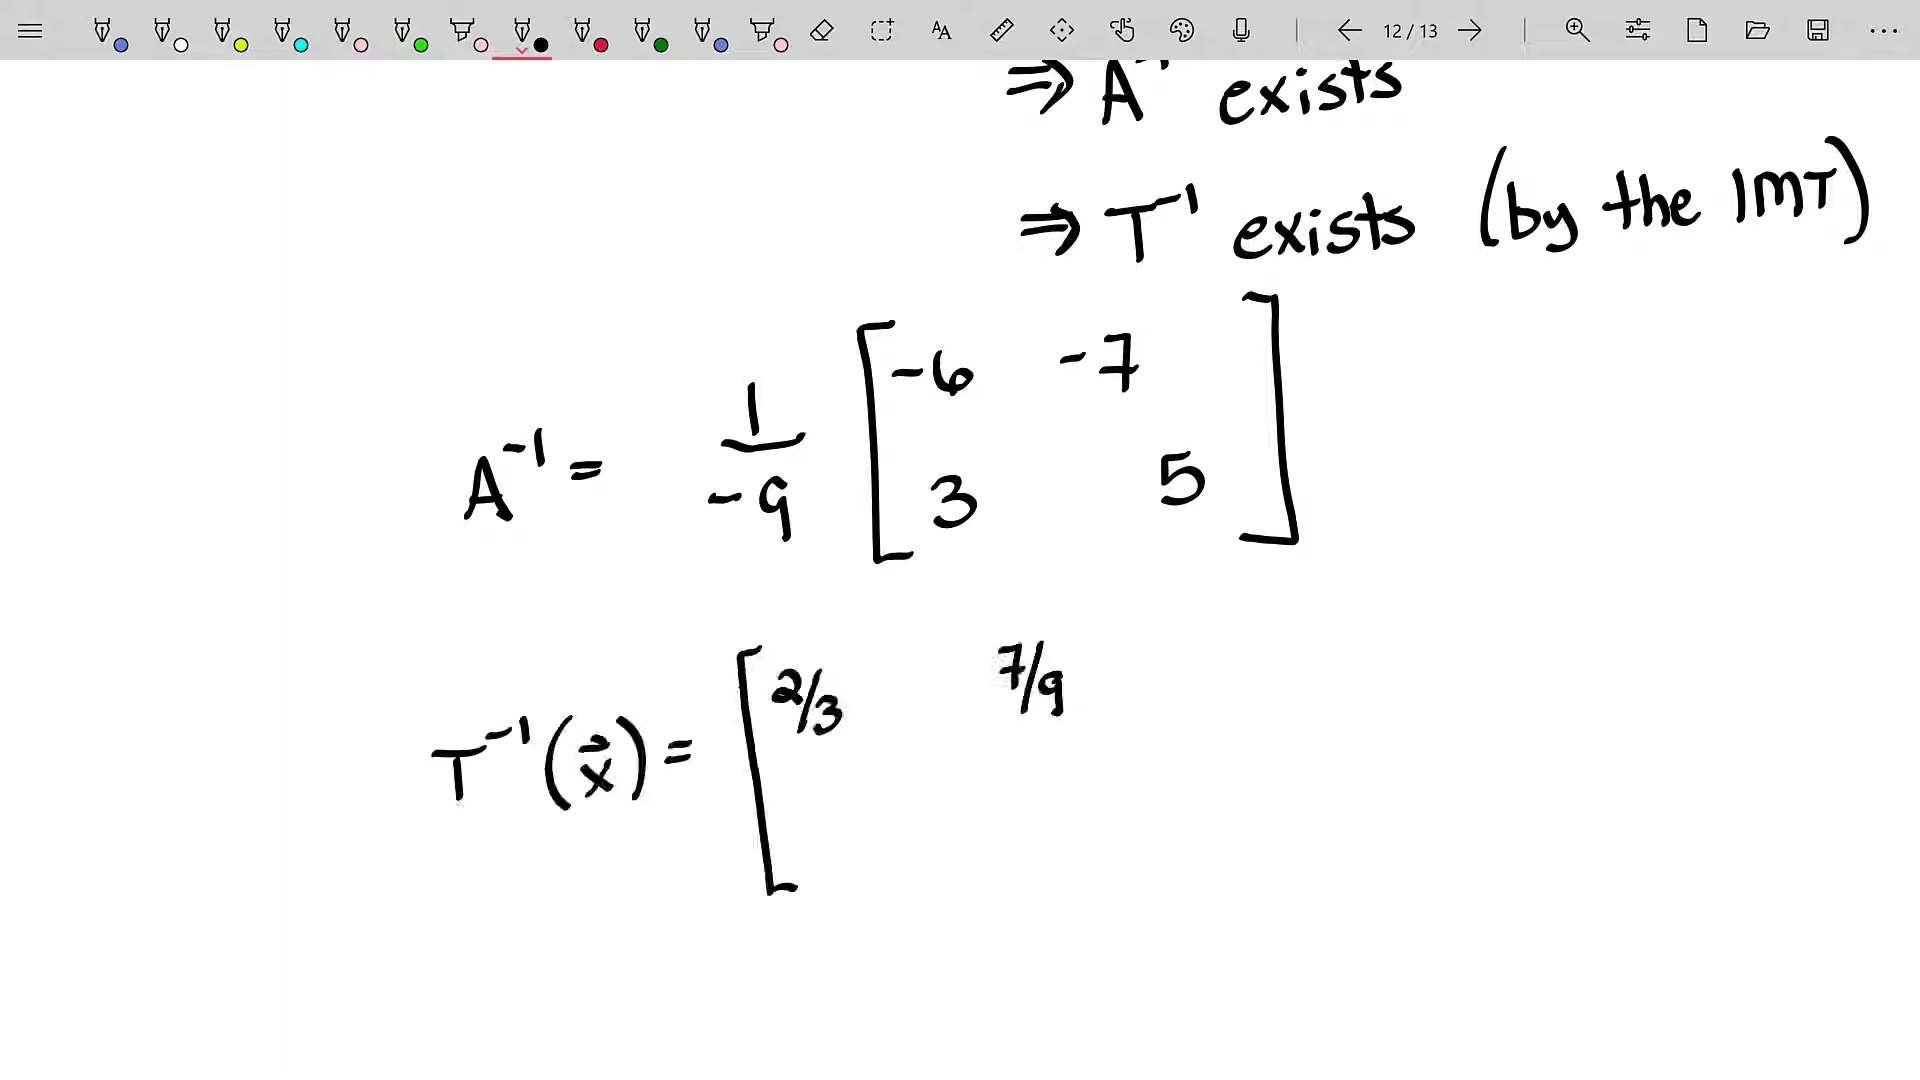 12 / 13
⇒ A⁻¹ exists
⇒ T⁻¹ exists (by the IMT)
A⁻¹ = 1/-9 [-6 -7
3 5]
T⁻¹(x⃗) = [2/3 7/9